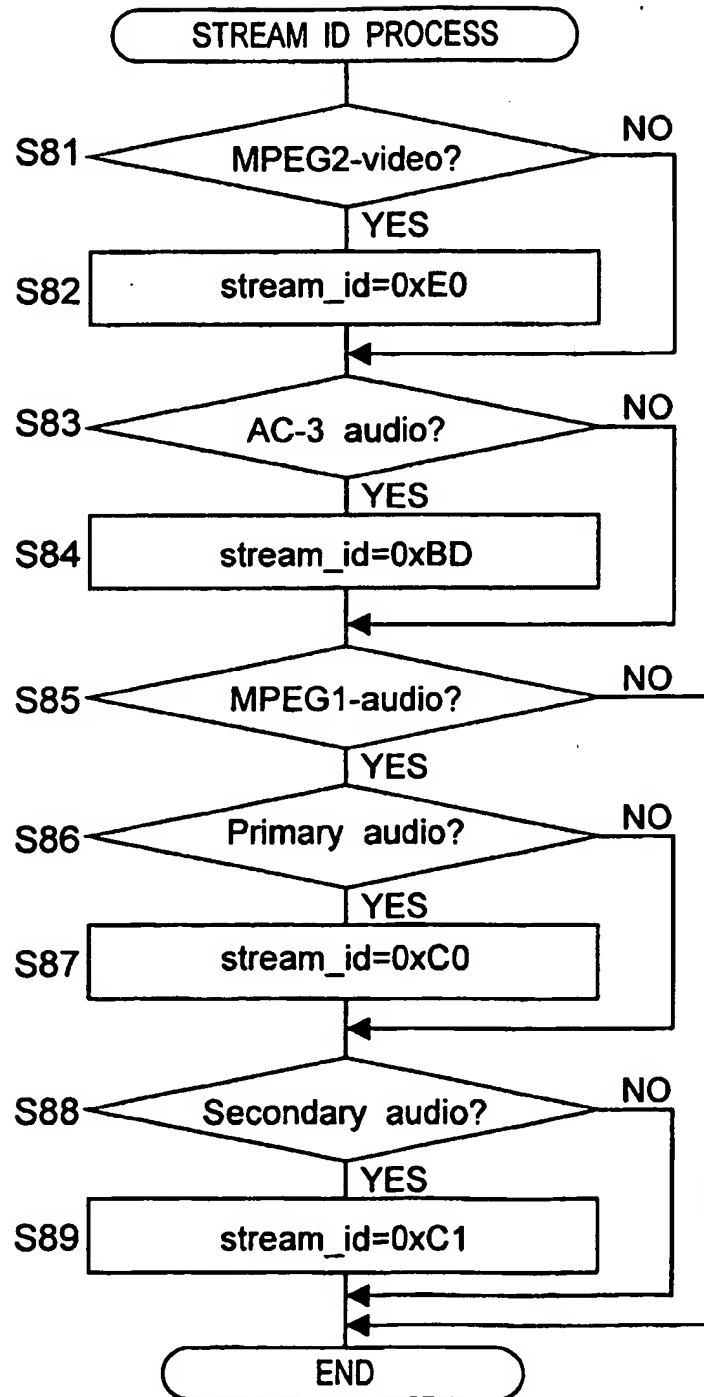 STREAM ID PROCESS
S81
MPEG2-video?
NO
YES
S82
stream_id=0xE0
S83
AC-3 audio?
NO
YES
S84
stream_id=0xBD
S85
MPEG1-audio?
NO
YES
S86
Primary audio?
NO
YES
S87
stream_id=0xC0
S88
Secondary audio?
NO
YES
S89
stream_id=0xC1
END